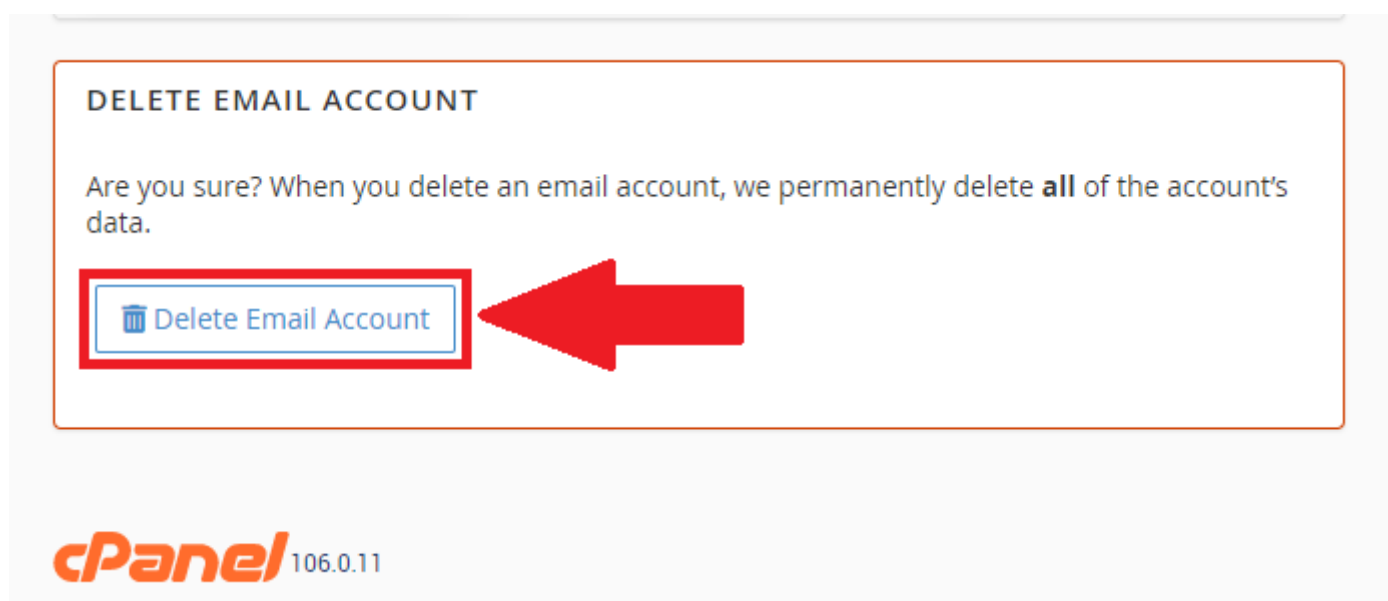 DELETE EMAIL ACCOUNT
Are you sure? When you delete an email account, we permanently delete all of the account's
data.
Delete Email Account
cPanel 106.0.11